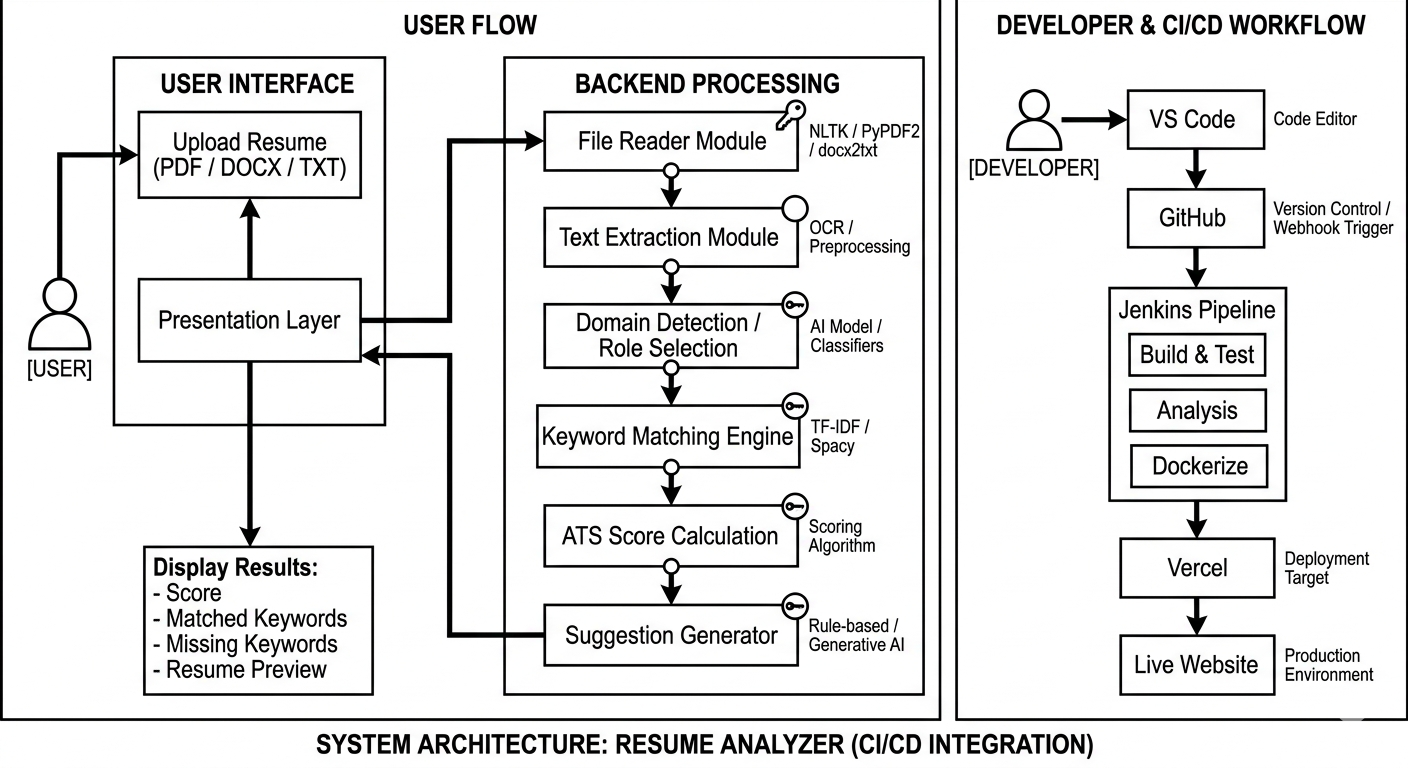 USER FLOW
USER INTERFACE
Upload Resume
(PDF / DOCX / TXT)
Presentation Layer
[USER]
Display Results:
- Score
- Matched Keywords
- Missing Keywords
- Resume Preview
BACKEND PROCESSING
File Reader Module
NLTK / PyPDF2
/ docx2txt
Text Extraction Module
OCR /
Preprocessing
Domain Detection /
Role Selection
AI Model /
Classifiers
Keyword Matching Engine
TF-IDF /
Spacy
ATS Score Calculation
Scoring
Algorithm
Suggestion Generator
Rule-based /
Generative AI
DEVELOPER & CI/CD WORKFLOW
[DEVELOPER]
VS Code
Code Editor
GitHub
Version Control /
Webhook Trigger
Jenkins Pipeline
Build & Test
Analysis
Dockerize
Vercel
Deployment
Target
Live Website
Production
Environment
SYSTEM ARCHITECTURE: RESUME ANALYZER (CI/CD INTEGRATION)